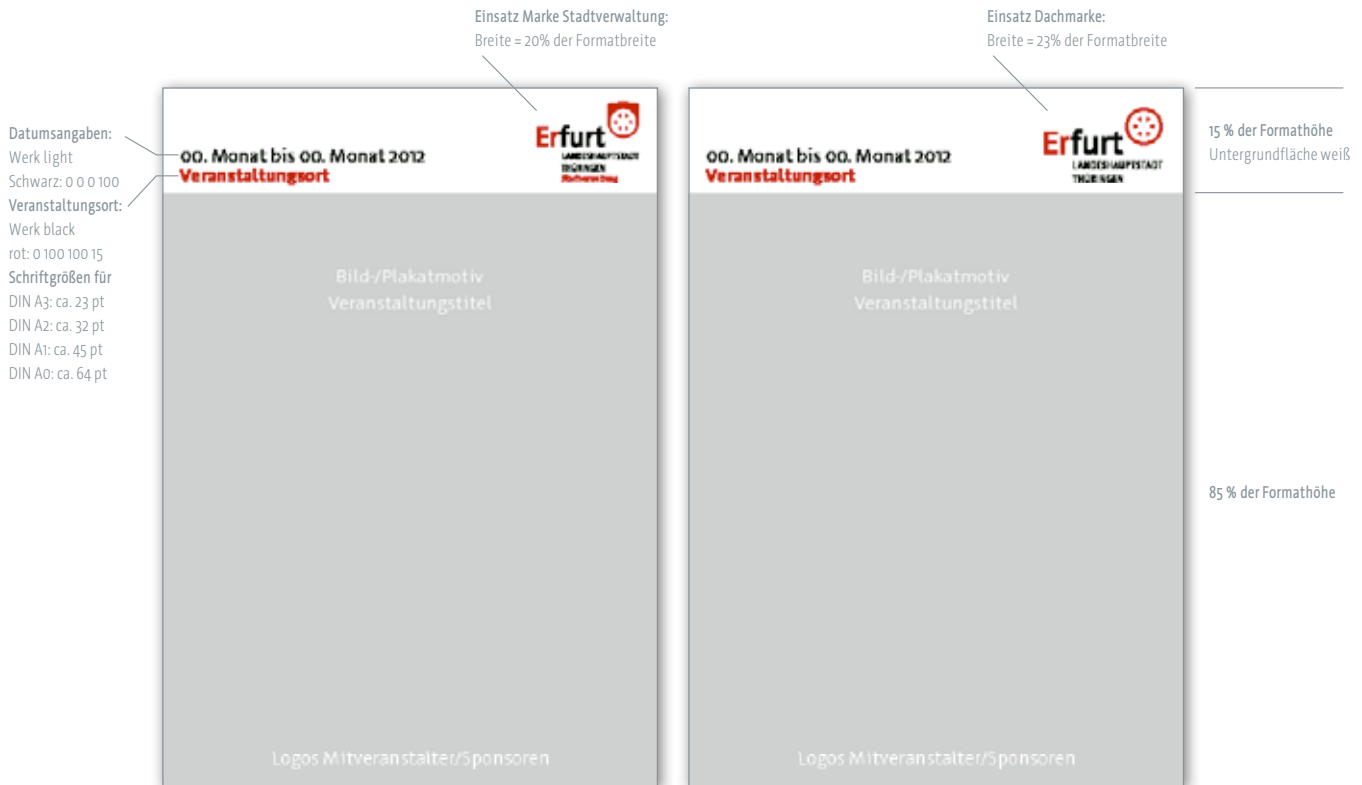 Einsatz Marke Stadtverwaltung:
Breite = 20% der Formatbreite
Einsatz Dachmarke:
Breite = 23% der Formatbreite
Datumsangaben:
Werk light
Schwarz: 0 0 0 100
Veranstaltungsort:
Werk black
rot: 0 100 100 15
Schriftgrößen für
DIN A3: ca. 23 pt
DIN A2: ca. 32 pt
DIN A1: ca. 45 pt
DIN A0: ca. 64 pt
00. Monat bis 00. Monat 2012
Veranstaltungsort
Erfurt
LANDESHAUPTSTADT
THÜRINGEN
Stadtverwaltung
Bild-/Plakatmotiv
Veranstaltungstitel
Logos Mitveranstalter/Sponsoren
00. Monat bis 00. Monat 2012
Veranstaltungsort
Erfurt
LANDESHAUPTSTADT
THÜRINGEN
Bild-/Plakatmotiv
Veranstaltungstitel
Logos Mitveranstalter/Sponsoren
15 % der Formathöhe
Untergrundfläche weiß
85 % der Formathöhe